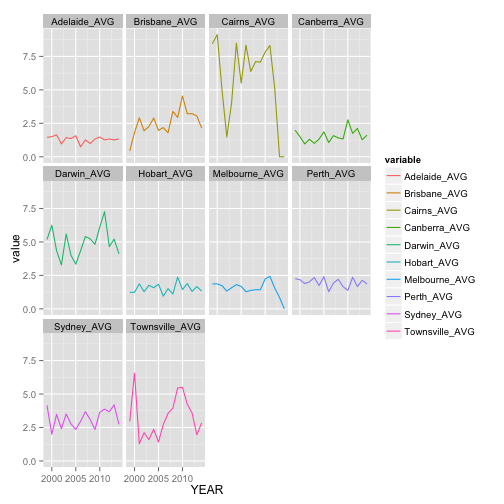 Adelaide_AVG Brisbane_AVG Cairns_AVG Canberra_AVG
7.5
5.0
2.5
0.0
Darwin_AVG Hobart_AVG Melbourne_AVG Perth_AVG
7.5
5.0
2.5
0.0
Sydney_AVG Townsville_AVG
7.5
5.0
2.5
0.0
2000 2005 2010 2000 2005 2010
YEAR
value
variable
Adelaide_AVG
Brisbane_AVG
Cairns_AVG
Canberra_AVG
Darwin_AVG
Hobart_AVG
Melbourne_AVG
Perth_AVG
Sydney_AVG
Townsville_AVG